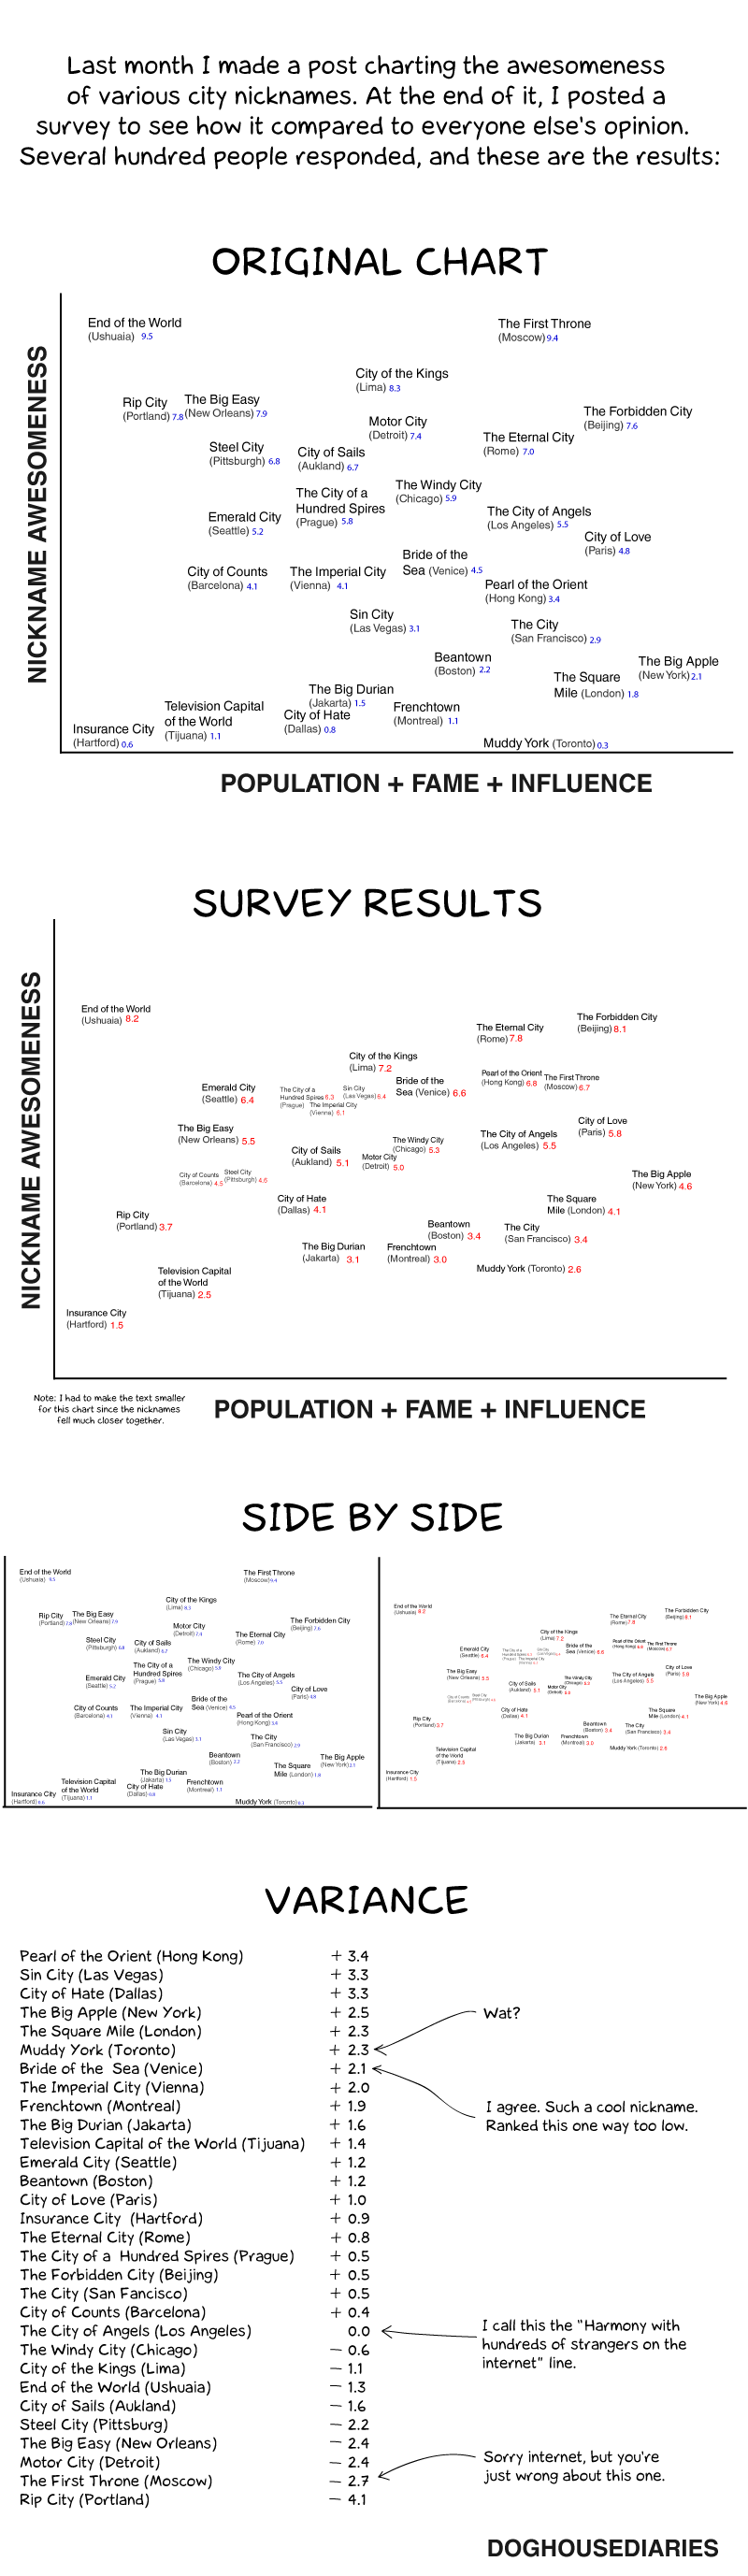 Last month I made a post charting the awesomeness
of various city nicknames. At the end of it, I posted a
survey to see how it compared to everyone else's opinion.
Several hundred people responded, and these are the results:
ORIGINAL CHART
NICKNAME AWESOMENESS
End of the World
(Ushuaia) 9.5
The First Throne
(Moscow) 9.4
City of the Kings
(Lima) 8.3
Rip City
(Portland) 7.8
The Big Easy
(New Orleans) 7.9
The Forbidden City
(Beijing) 7.6
Motor City
(Detroit) 7.4
The Eternal City
(Rome) 7.0
Steel City
(Pittsburgh) 6.8
City of Sails
(Aukland) 6.7
The Windy City
(Chicago) 5.9
The City of a
Hundred Spires
(Prague) 5.8
Emerald City
(Seattle) 5.2
The City of Angels
(Los Angeles) 5.5
City of Love
(Paris) 4.8
Bride of the
Sea (Venice) 4.5
City of Counts
(Barcelona) 4.1
The Imperial City
(Vienna) 4.1
Pearl of the Orient
(Hong Kong) 3.4
Sin City
(Las Vegas) 3.1
The City
(San Francisco) 2.9
Beantown
(Boston) 2.2
The Big Apple
(New York) 2.1
The Square
Mile (London) 1.8
The Big Durian
(Jakarta) 1.5
Television Capital
of the World
(Tijuana) 1.1
City of Hate
(Dallas) 0.8
Frenchtown
(Montreal) 1.1
Insurance City
(Hartford) 0.6
Muddy York (Toronto) 0.3
POPULATION + FAME + INFLUENCE
SURVEY RESULTS
NICKNAME AWESOMENESS
End of the World
(Ushuaia) 8.2
The Forbidden City
(Beijing) 8.1
The Eternal City
(Rome) 7.8
City of the Kings
(Lima) 7.2
Pearl of the Orient
(Hong Kong) 6.8
The First Throne
(Moscow) 6.7
Bride of the
Sea (Venice) 6.6
Emerald City
(Seattle) 6.4
The City of a
Hundred Spires 6.3
(Prague)
Sin City
(Las Vegas) 6.4
The Imperial City
(Vienna) 6.1
The Big Easy
(New Orleans) 5.5
City of Love
(Paris) 5.8
The City of Angels
(Los Angeles) 5.5
The Windy City
(Chicago) 5.3
City of Sails
(Aukland) 5.1
Motor City
(Detroit) 5.0
City of Counts
(Barcelona) 4.5
Steel City
(Pittsburgh) 4.6
The Big Apple
(New York) 4.6
City of Hate
(Dallas) 4.1
The Square
Mile (London) 4.1
Rip City
(Portland) 3.7
Beantown
(Boston) 3.4
The City
(San Francisco) 3.4
The Big Durian
(Jakarta) 3.1
Frenchtown
(Montreal) 3.0
Muddy York (Toronto) 2.6
Television Capital
of the World
(Tijuana) 2.5
Insurance City
(Hartford) 1.5
Note: I had to make the text smaller
for this chart since the nicknames
fell much closer together.
POPULATION + FAME + INFLUENCE
SIDE BY SIDE
VARIANCE
Pearl of the Orient (Hong Kong) + 3.4
Sin City (Las Vegas) + 3.3
City of Hate (Dallas) + 3.3
The Big Apple (New York) + 2.5
Wat?
The Square Mile (London) + 2.3
Muddy York (Toronto) + 2.3
Bride of the Sea (Venice) + 2.1
The Imperial City (Vienna) + 2.0
Frenchtown (Montreal) + 1.9
I agree. Such a cool nickname.
Ranked this one way too low.
The Big Durian (Jakarta) + 1.6
Television Capital of the World (Tijuana) + 1.4
Emerald City (Seattle) + 1.2
Beantown (Boston) + 1.2
City of Love (Paris) + 1.0
Insurance City (Hartford) + 0.9
The Eternal City (Rome) + 0.8
The City of a Hundred Spires (Prague) + 0.5
The Forbidden City (Beijing) + 0.5
The City (San Fancisco) + 0.5
City of Counts (Barcelona) + 0.4
The City of Angels (Los Angeles) 0.0
I call this the "Harmony with
hundreds of strangers on the
internet" line.
The Windy City (Chicago) - 0.6
City of the Kings (Lima) - 1.1
End of the World (Ushuaia) - 1.3
City of Sails (Aukland) - 1.6
Steel City (Pittsburg) - 2.2
The Big Easy (New Orleans) - 2.4
Motor City (Detroit) - 2.4
Sorry internet, but you're
just wrong about this one.
The First Throne (Moscow) - 2.7
Rip City (Portland) - 4.1
DOGHOUSEDIARIES